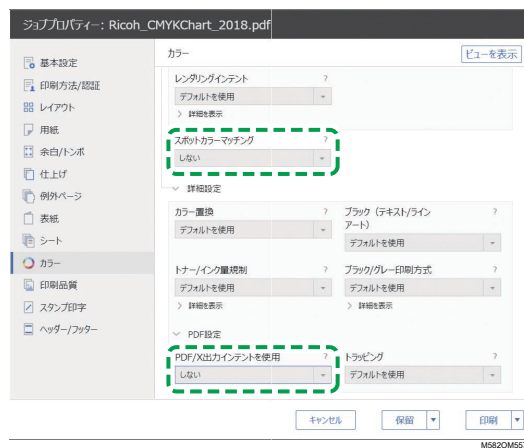 ジョブプロパティー: Ricoh_CMYKChart_2018.pdf
基本設定
印刷方法/認証
レイアウト
用紙
余白/トンボ
仕上げ
例外ページ
表紙
シート
カラー
印刷品質
スタンプ印字
ヘッダー/フッター
カラー
ビューを表示
レンダリングインテント ?
デフォルトを使用
詳細を表示
スポットカラーマッチング ?
しない
詳細設定
カラー置換 ?
デフォルトを使用
ブラック（テキスト/ライン ?
アート）
デフォルトを使用
トナー/インク量規制 ?
デフォルトを使用
詳細を表示
ブラック/グレー印刷方式 ?
デフォルトを使用
詳細を表示
PDF設定
PDF/X出力インテントを使用 ?
しない
トラッピング ?
デフォルトを使用
キャンセル
保留
印刷
M582OM557